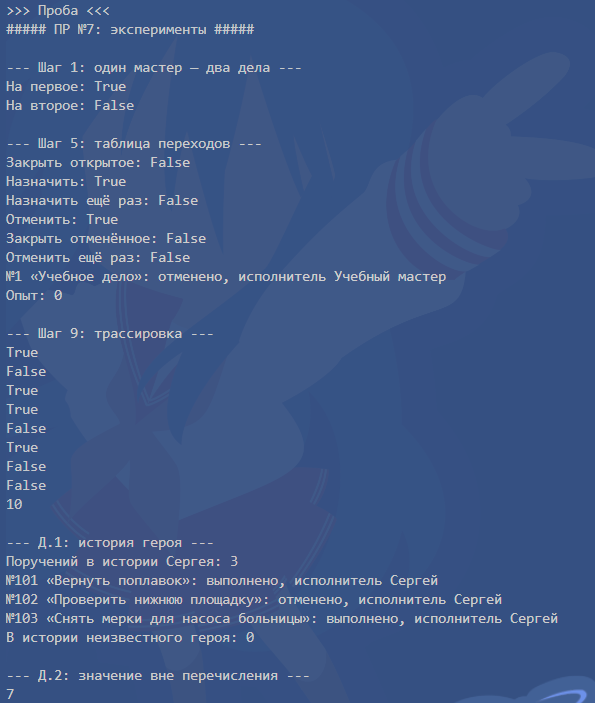 >>> Проба <<<
##### ПР №7: эксперименты #####
--- Шаг 1: один мастер — два дела ---
На первое: True
На второе: False
--- Шаг 5: таблица переходов ---
Закрыть открытое: False
Назначить: True
Назначить ещё раз: False
Отменить: True
Закрыть отменённое: False
Отменить ещё раз: False
№1 «Учебное дело»: отменено, исполнитель Учебный мастер
Опыт: 0
--- Шаг 9: трассировка ---
True
False
True
True
False
True
False
False
10
--- Д.1: история героя ---
Поручений в истории Сергея: 3
№101 «Вернуть поплавок»: выполнено, исполнитель Сергей
№102 «Проверить нижнюю площадку»: отменено, исполнитель Сергей
№103 «Снять мерки для насоса больницы»: выполнено, исполнитель Сергей
В истории неизвестного героя: 0
--- Д.2: значение вне перечисления ---
7